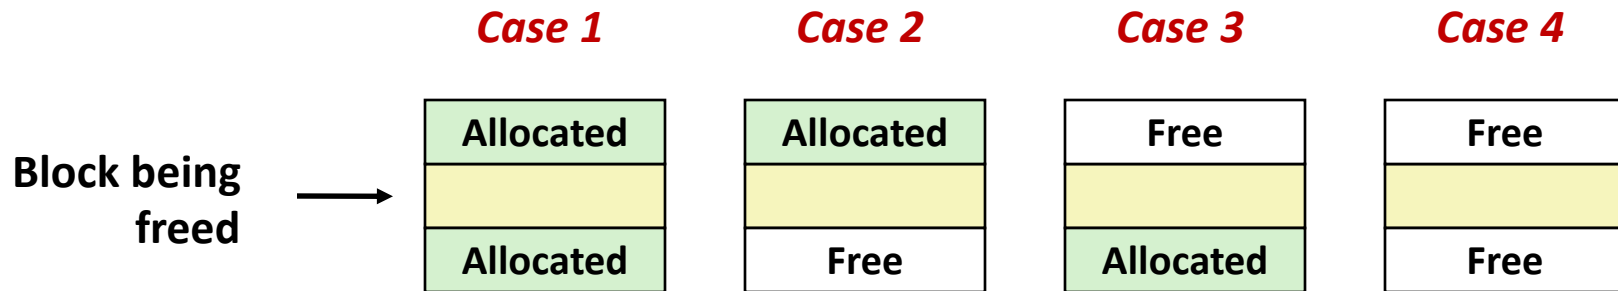 Case 1 Case 2 Case 3 Case 4
Allocated Allocated Free Free
Block being
freed
Allocated Free Allocated Free